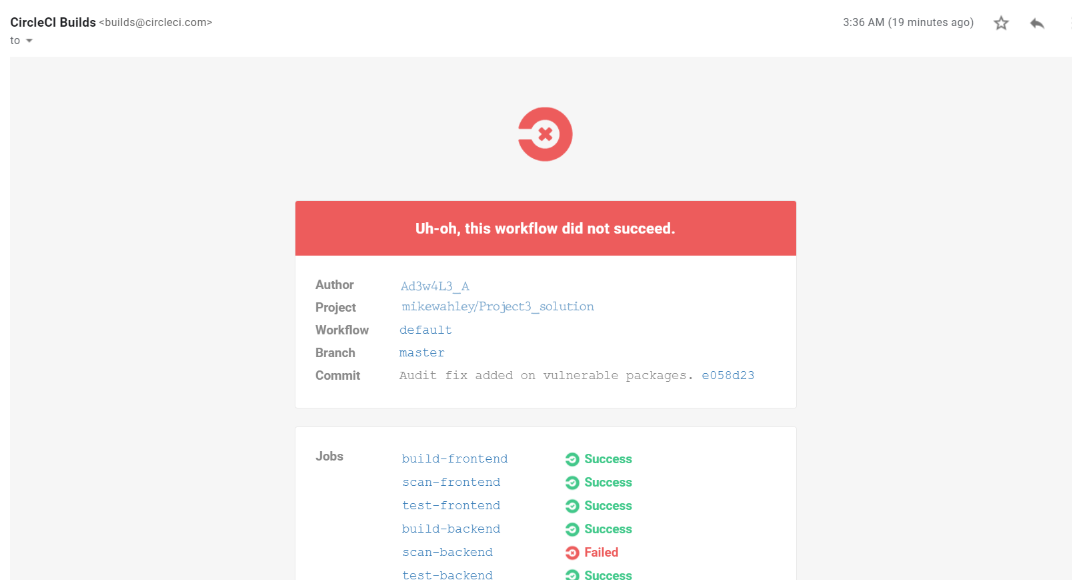 CircleCI Builds <builds@circleci.com>
3:36 AM (19 minutes ago)
to
Uh-oh, this workflow did not succeed.
Author Ad3w4L3_A
Project mikewahley/Project3_solution
Workflow default
Branch master
Commit Audit fix added on vulnerable packages. e058d23
Jobs build-frontend Success
scan-frontend Success
test-frontend Success
build-backend Success
scan-backend Failed
test-backend Success